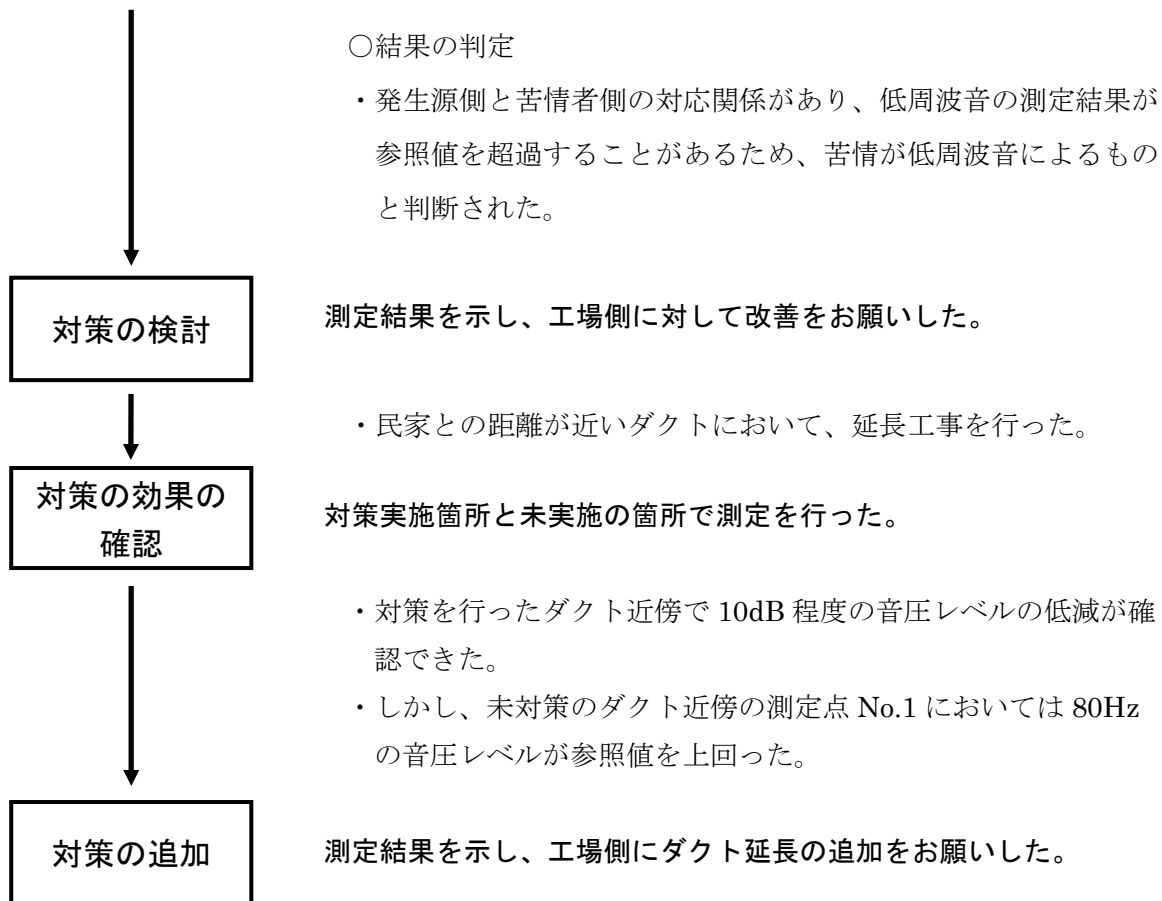 ○結果の判定
・発生源側と苦情者側の対応関係があり、低周波音の測定結果が
参照値を超過することがあるため、苦情が低周波音によるもの
と判断された。
対策の検討
測定結果を示し、工場側に対して改善をお願いした。
・民家との距離が近いダクトにおいて、延長工事を行った。
対策の効果の
確認
対策実施箇所と未実施の箇所で測定を行った。
・対策を行ったダクト近傍で 10dB 程度の音圧レベルの低減が確
認できた。
・しかし、未対策のダクト近傍の測定点 No.1 においては 80Hz
の音圧レベルが参照値を上回った。
対策の追加
測定結果を示し、工場側にダクト延長の追加をお願いした。